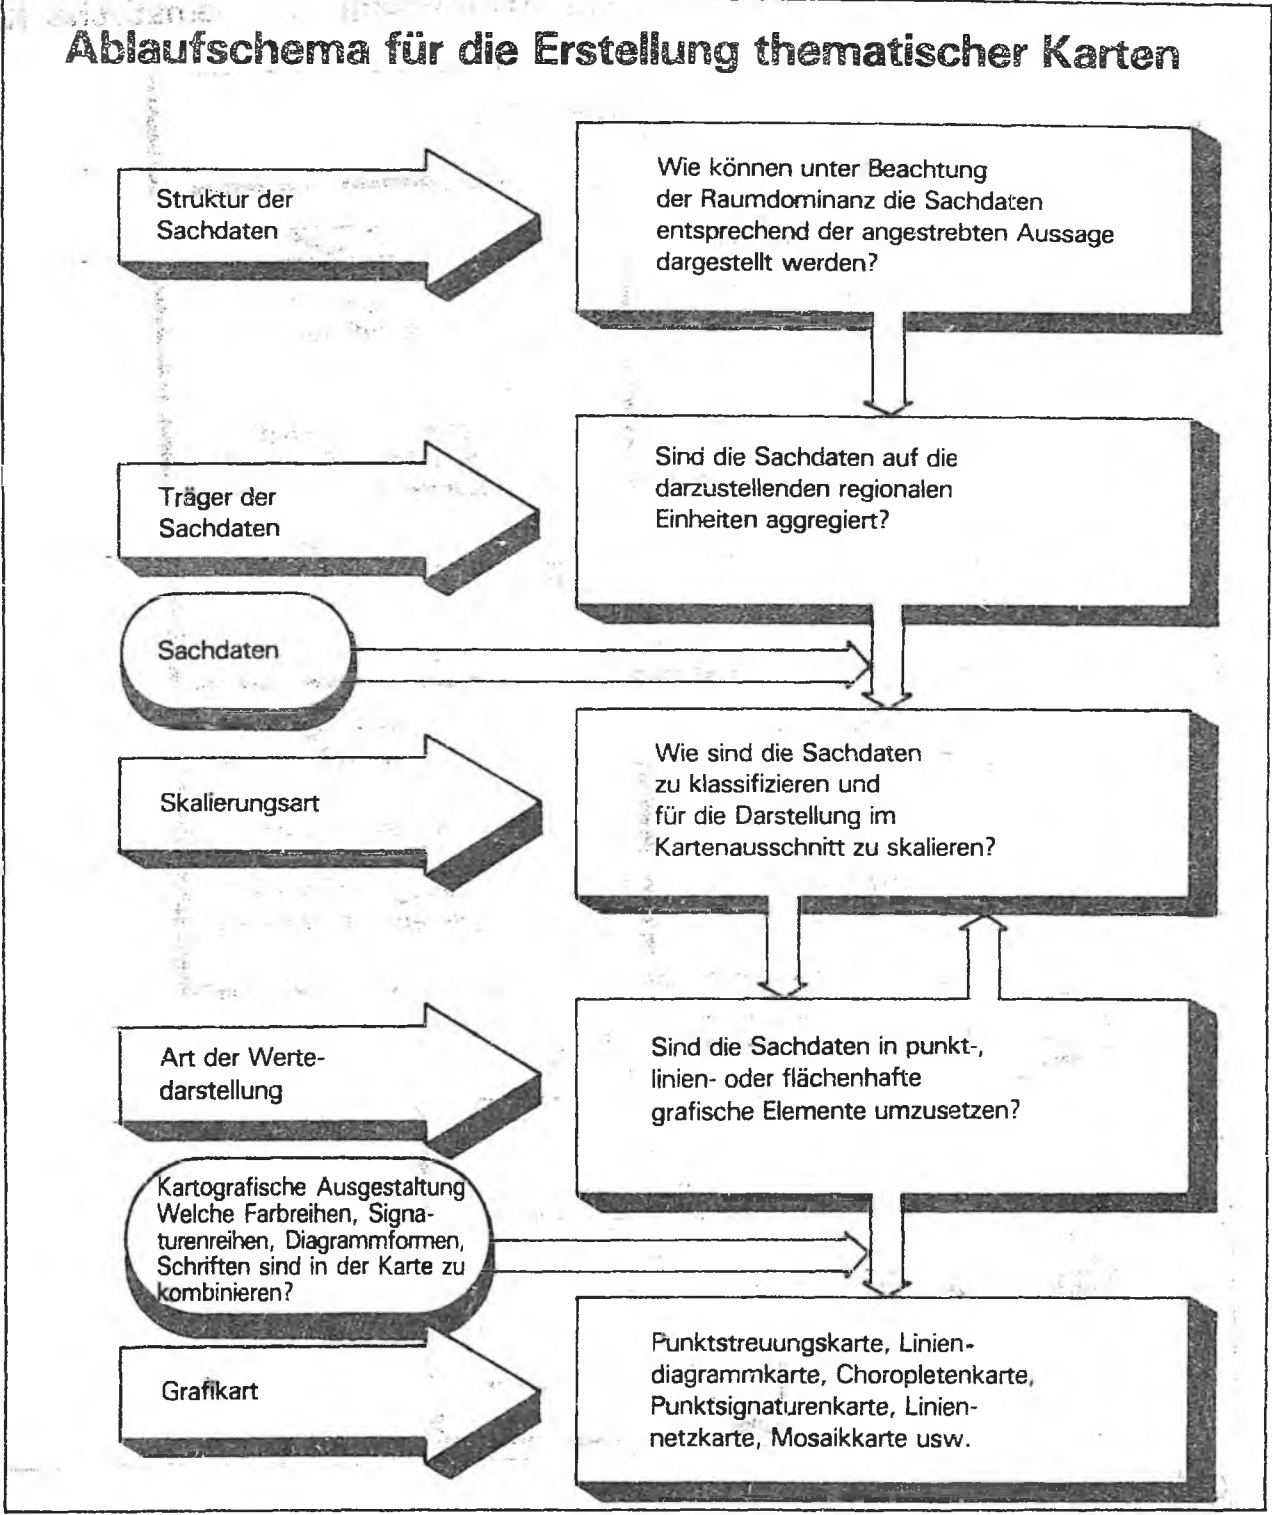 Ablaufschema für die Erstellung thematischer Karten
Struktur der
Sachdaten
Wie können unter Beachtung
der Raumdominanz die Sachdaten
entsprechend der angestrebten Aussage
dargestellt werden?
Träger der
Sachdaten
Sind die Sachdaten auf die
darzustellenden regionalen
Einheiten aggregiert?
Sachdaten
Skalierungsart
Wie sind die Sachdaten
zu klassifizieren und
für die Darstellung im
Kartenausschnitt zu skalieren?
Art der Werte-
darstellung
Sind die Sachdaten in punkt-,
linien- oder flächenhafte
grafische Elemente umzusetzen?
Kartografische Ausgestaltung
Welche Farbreihen, Signa-
turenreihen, Diagrammformen,
Schriften sind in der Karte zu
kombinieren?
Grafikart
Punktstreuungskarte, Linien-
diagrammkarte, Choropletenkarte,
Punktsignaturenkarte, Linien-
netzkarte, Mosaikkarte usw.